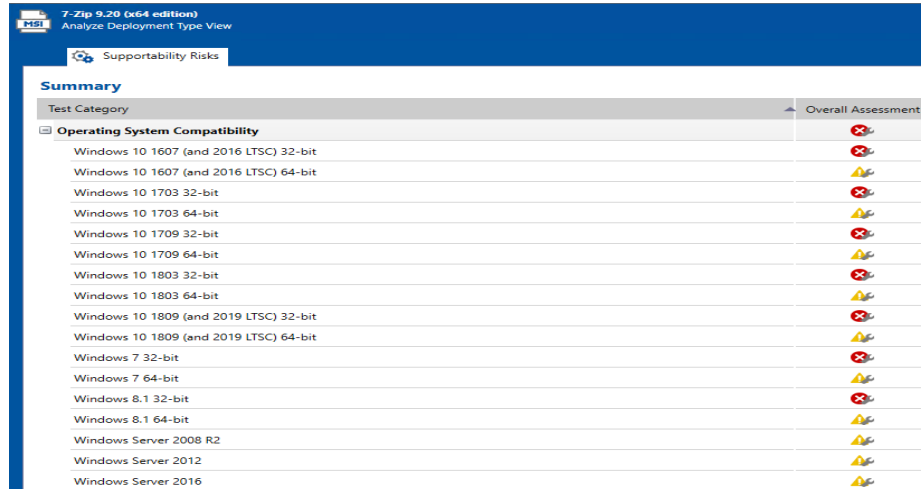 7-Zip 9.20 (x64 edition)
MSI
Analyze Deployment Type View
Supportability Risks
Summary
Test Category Overall Assessment
Operating System Compatibility
Windows 10 1607 (and 2016 LTSC) 32-bit
Windows 10 1607 (and 2016 LTSC) 64-bit
Windows 10 1703 32-bit
Windows 10 1703 64-bit
Windows 10 1709 32-bit
Windows 10 1709 64-bit
Windows 10 1803 32-bit
Windows 10 1803 64-bit
Windows 10 1809 (and 2019 LTSC) 32-bit
Windows 10 1809 (and 2019 LTSC) 64-bit
Windows 7 32-bit
Windows 7 64-bit
Windows 8.1 32-bit
Windows 8.1 64-bit
Windows Server 2008 R2
Windows Server 2012
Windows Server 2016